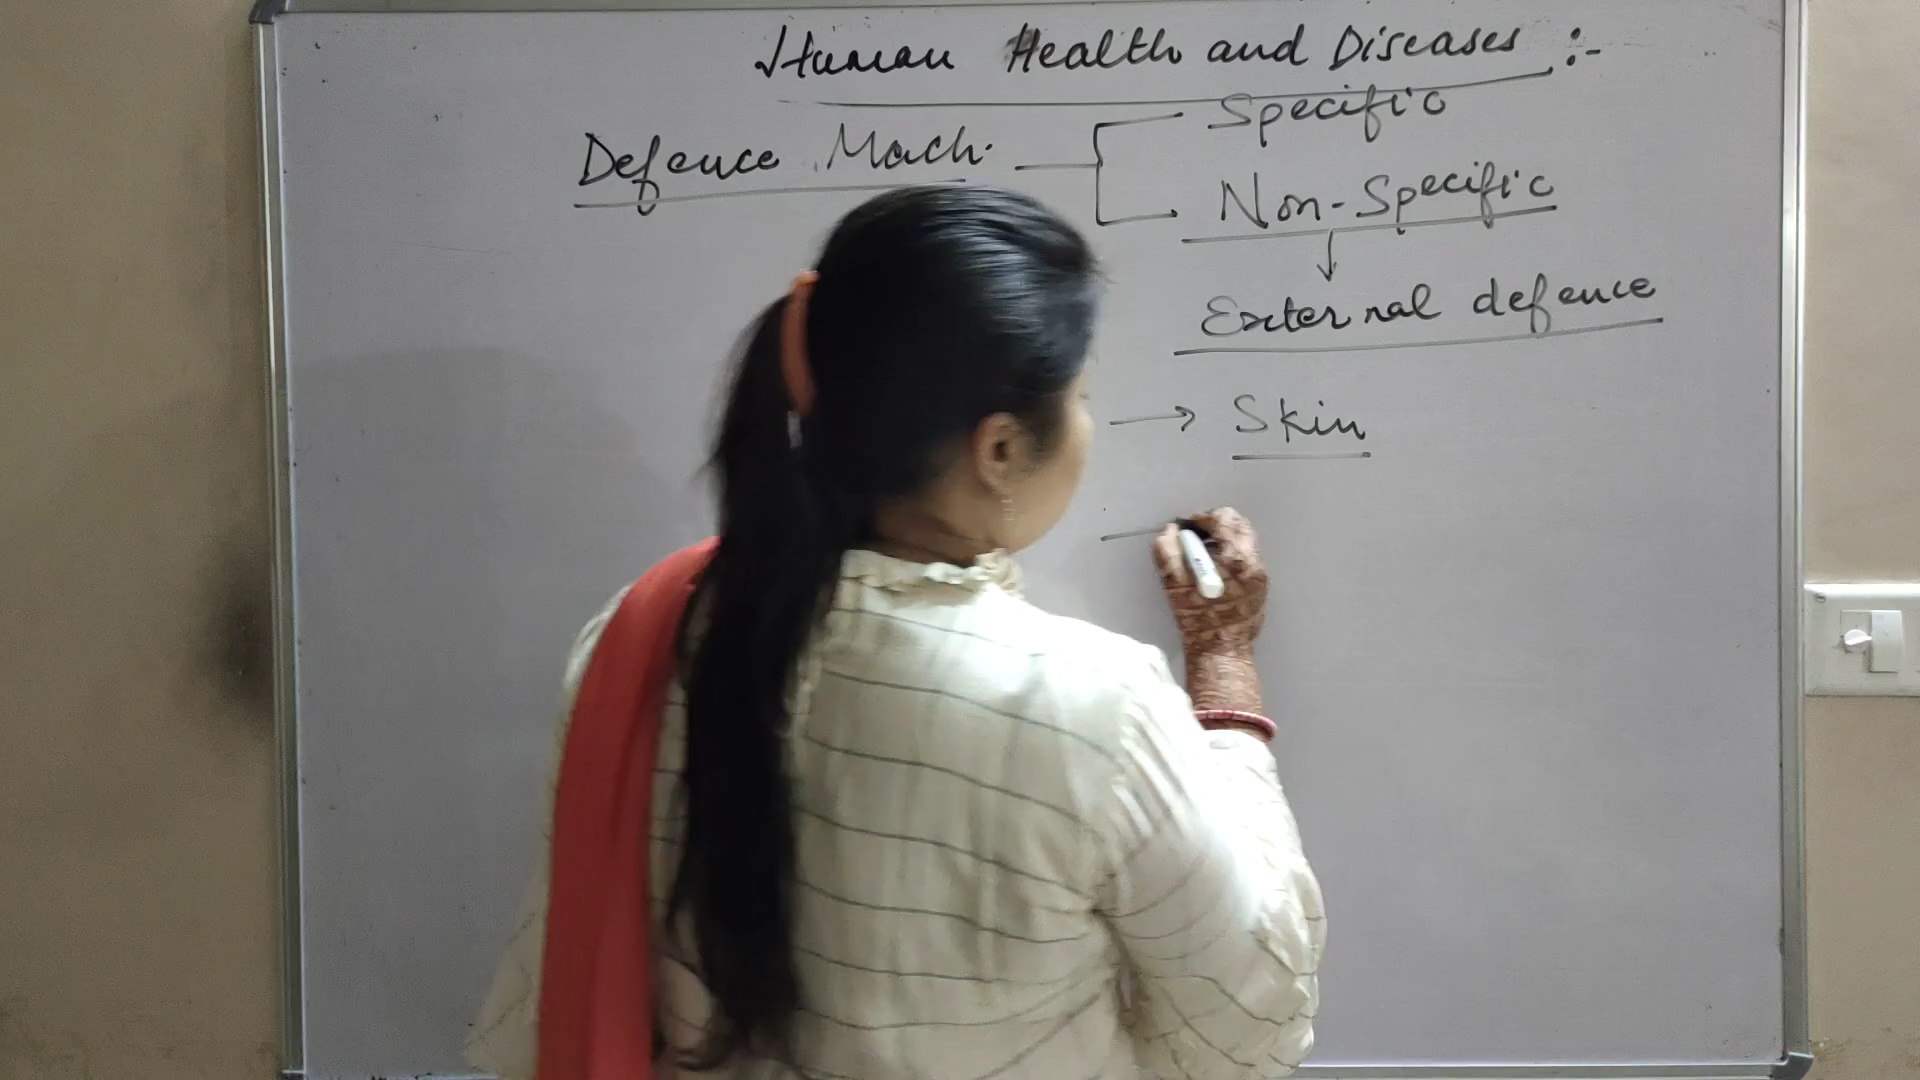 Human Health and Diseases :-
Defence Mach.
Specific
Non-Specific
External defence
→ Skin